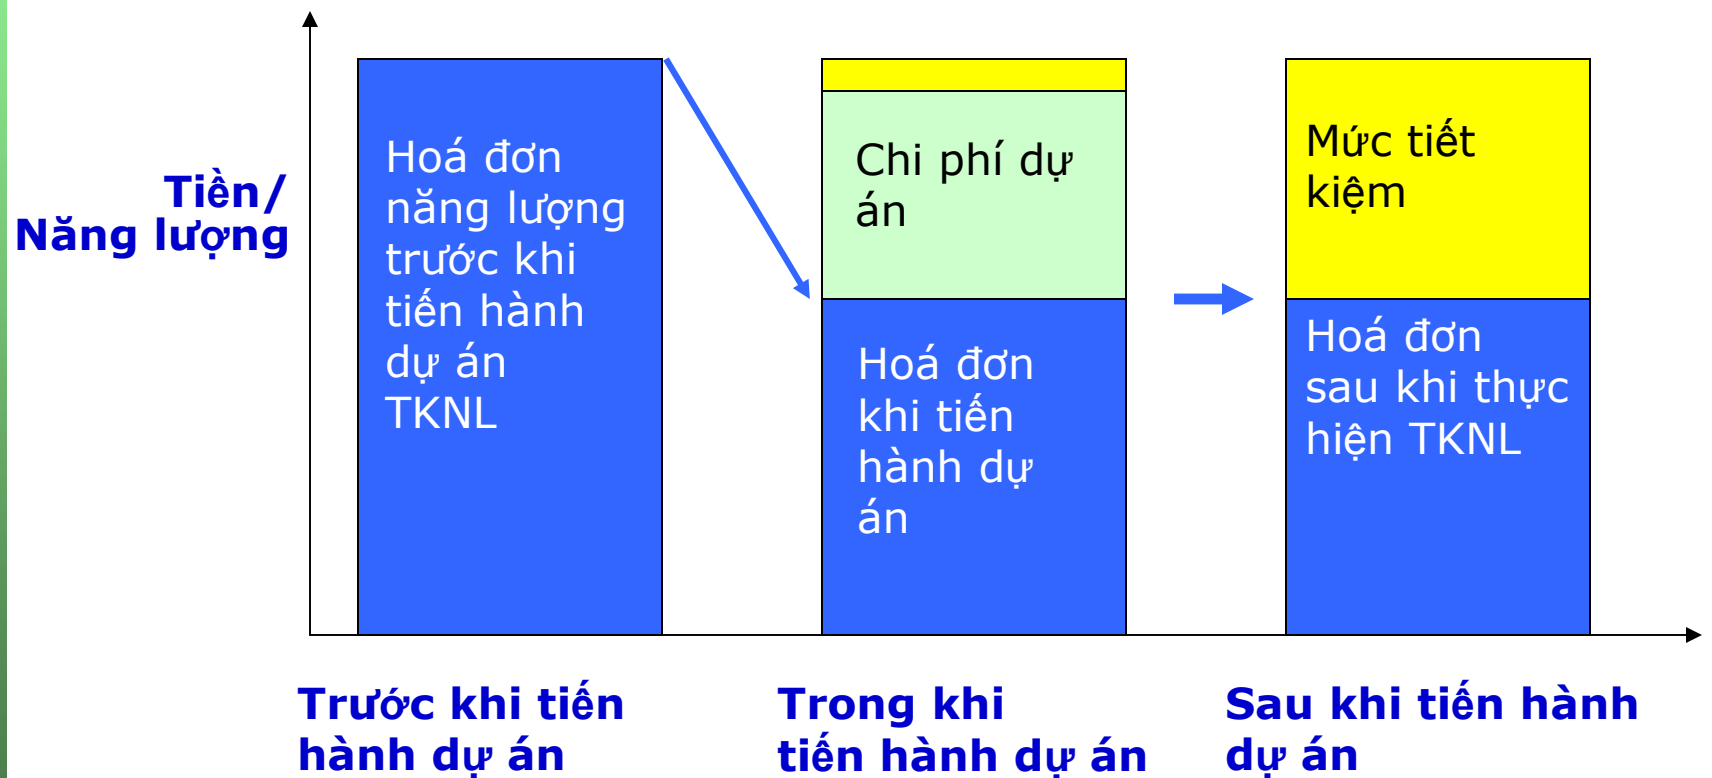 Tiền/
Năng lượng
Hoá đơn
năng lượng
trước khi
tiến hành
dự án
TKNL
Chi phí dự
án
Hoá đơn
khi tiến
hành dự
án
Mức tiết
kiệm
Hoá đơn
sau khi thực
hiện TKNL
Trước khi tiến
hành dự án
Trong khi
tiến hành dự án
Sau khi tiến hành
dự án